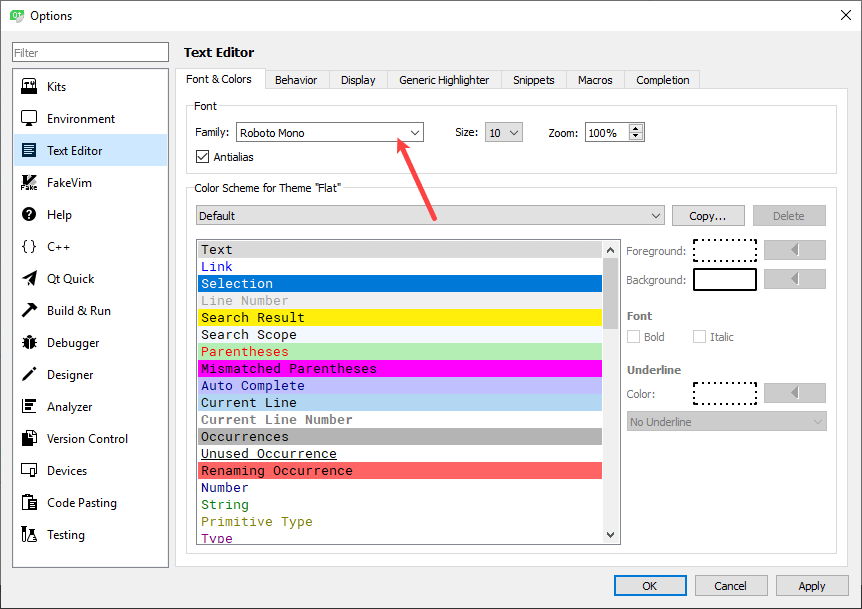 Options
Filter
Kits
Environment
Text Editor
FakeVim
Help
C++
Qt Quick
Build & Run
Debugger
Designer
Analyzer
Version Control
Devices
Code Pasting
Testing
Text Editor
Font & Colors Behavior Display Generic Highlighter Snippets Macros Completion
Font
Family: Roboto Mono Size: 10 Zoom: 100%
Antialias
Color Scheme for Theme "Flat"
Default Copy... Delete
Text
Link
Selection
Line Number
Search Result
Search Scope
Parentheses
Mismatched Parentheses
Auto Complete
Current Line
Current Line Number
Occurrences
Unused Occurrence
Renaming Occurrence
Number
String
Primitive Type
Type
Foreground:
Background:
Font
Bold Italic
Underline
Color:
No Underline
OK Cancel Apply